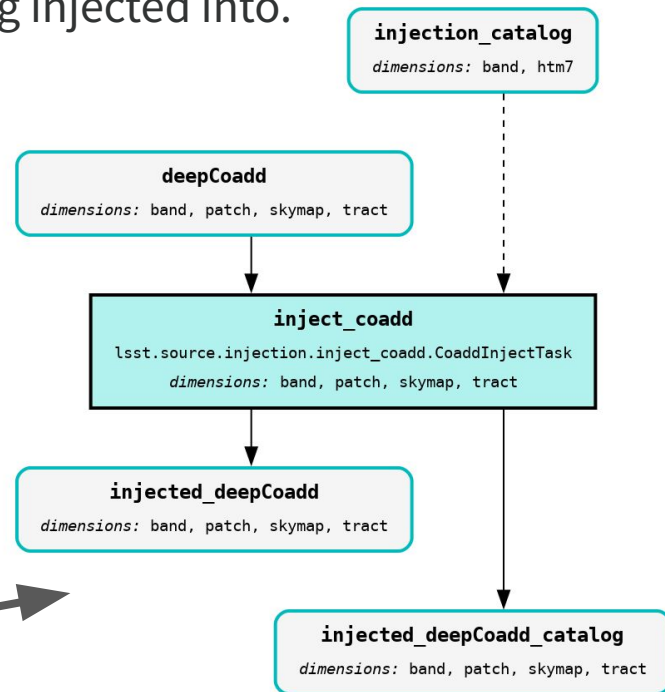 g injected into.
injection_catalog
dimensions: band, htm7
deepCoadd
dimensions: band, patch, skymap, tract
inject_coadd
lsst.source.injection.inject_coadd.CoaddInjectTask
dimensions: band, patch, skymap, tract
injected_deepCoadd
dimensions: band, patch, skymap, tract
injected_deepCoadd_catalog
dimensions: band, patch, skymap, tract